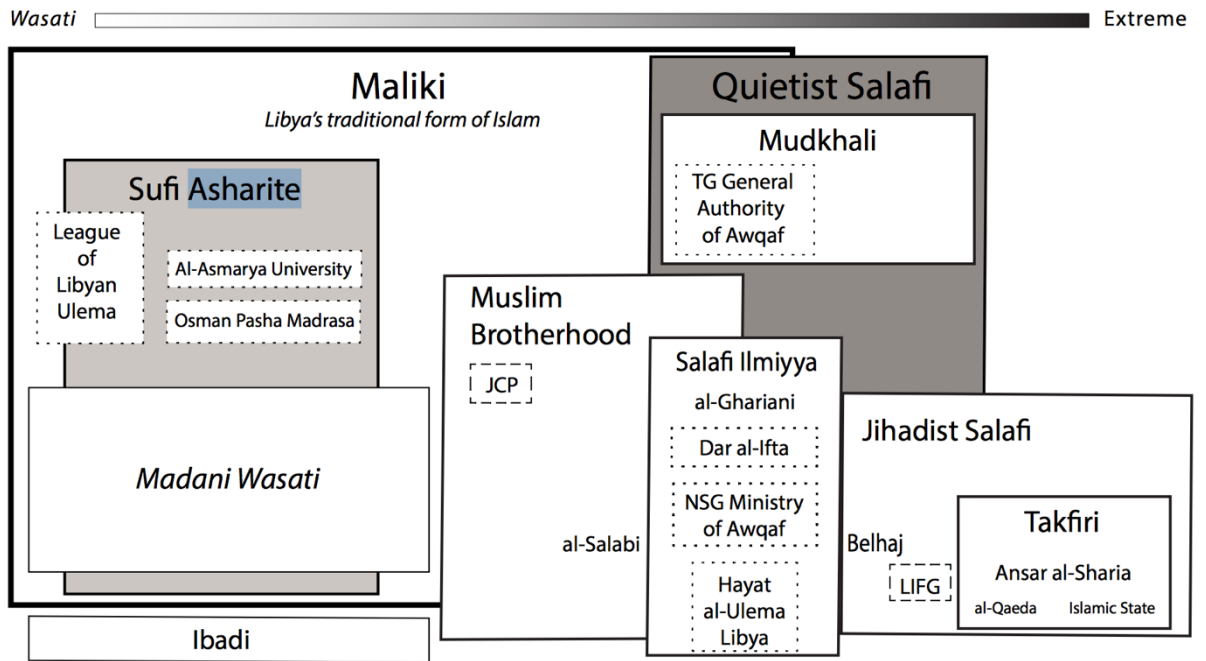 Wasati
Extreme
Maliki
Libya's traditional form of Islam
Quietist Salafi
Mudkhali
TG General
Authority
of Awqaf
Sufi Asharite
League
of
Libyan
Ulema
Al-Asmarya University
Osman Pasha Madrasa
Madani Wasati
Muslim
Brotherhood
JCP
al-Salabi
Salafi Ilmiyya
al-Ghariani
Dar al-Ifta
NSG Ministry
of Awqaf
Hayat
al-Ulema
Libya
Jihadist Salafi
Belhaj
LIFG
Takfiri
Ansar al-Sharia
al-Qaeda Islamic State
Ibadi